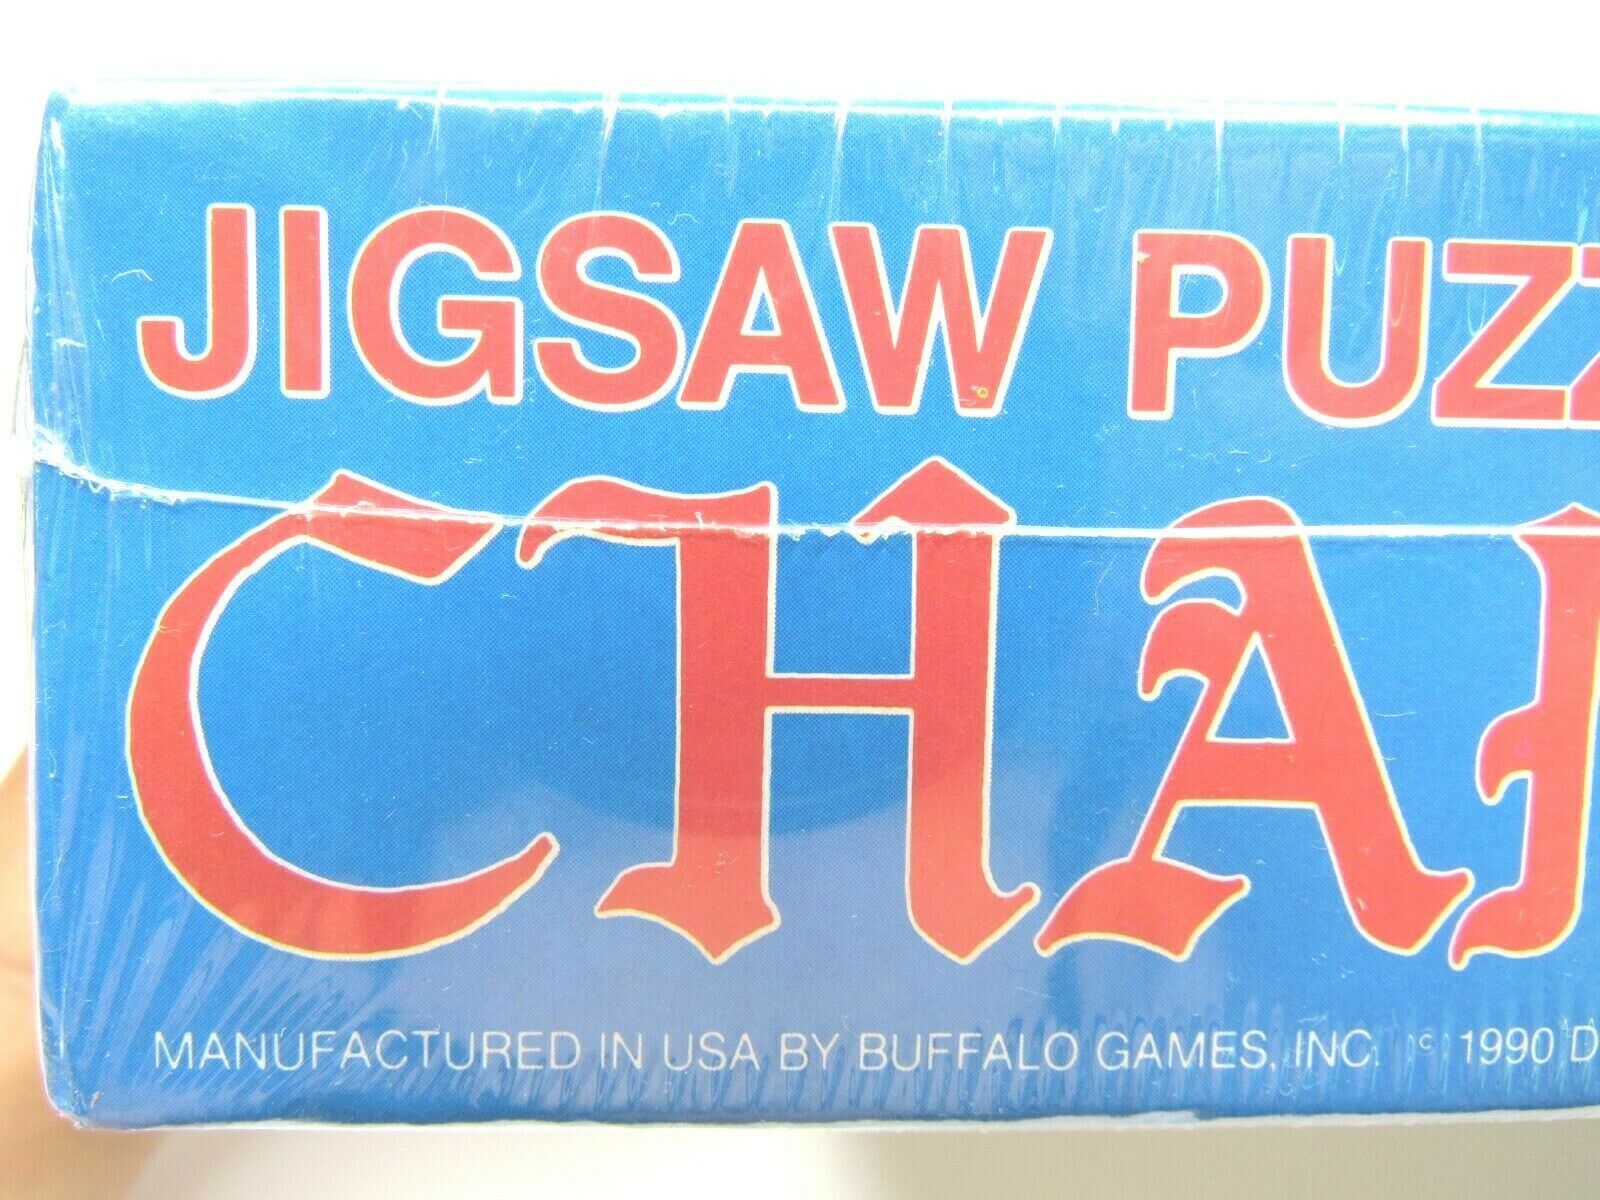 JIGSAW PUZZ
CHA
MANUFACTURED IN USA BY BUFFALO GAMES, INC. © 1990 D